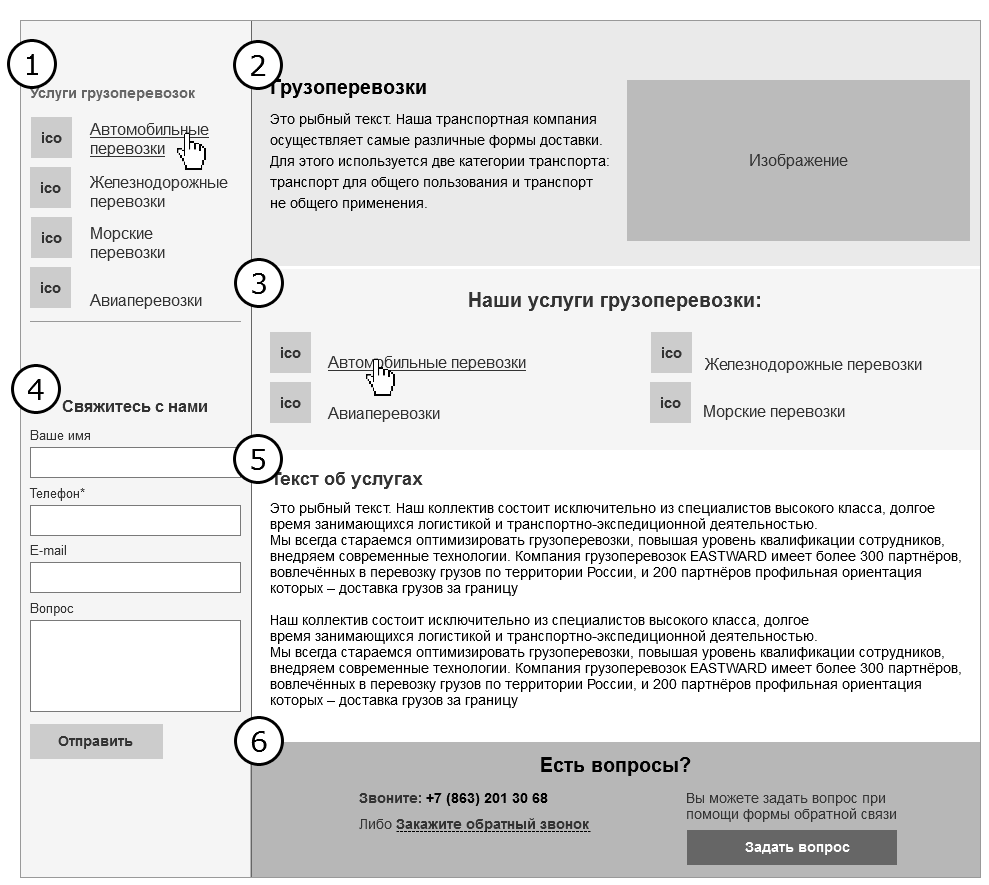 1
Услуги грузоперевозок
ico
Автомобильные
перевозки
ico
Железнодорожные
перевозки
ico
Морские
перевозки
ico
Авиаперевозки
2
Грузоперевозки
Это рыбный текст. Наша транспортная компания
осуществляет самые различные формы доставки.
Для этого используется две категории транспорта:
транспорт для общего пользования и транспорт
не общего применения.
Изображение
3
Наши услуги грузоперевозки:
ico
Автомобильные перевозки
ico
Железнодорожные перевозки
ico
Авиаперевозки
ico
Морские перевозки
4
Свяжитесь с нами
Ваше имя
Телефон*
E-mail
Вопрос
Отправить
5
Текст об услугах
Это рыбный текст. Наш коллектив состоит исключительно из специалистов высокого класса, долгое
время занимающихся логистикой и транспортно-экспедиционной деятельностью.
Мы всегда стараемся оптимизировать грузоперевозки, повышая уровень квалификации сотрудников,
внедряем современные технологии. Компания грузоперевозок EASTWARD имеет более 300 партнёров,
вовлечённых в перевозку грузов по территории России, и 200 партнёров профильная ориентация
которых – доставка грузов за границу
Наш коллектив состоит исключительно из специалистов высокого класса, долгое
время занимающихся логистикой и транспортно-экспедиционной деятельностью.
Мы всегда стараемся оптимизировать грузоперевозки, повышая уровень квалификации сотрудников,
внедряем современные технологии. Компания грузоперевозок EASTWARD имеет более 300 партнёров,
вовлечённых в перевозку грузов по территории России, и 200 партнёров профильная ориентация
которых – доставка грузов за границу
6
Есть вопросы?
Звоните: +7 (863) 201 30 68
Либо Закажите обратный звонок
Вы можете задать вопрос при
помощи формы обратной связи
Задать вопрос